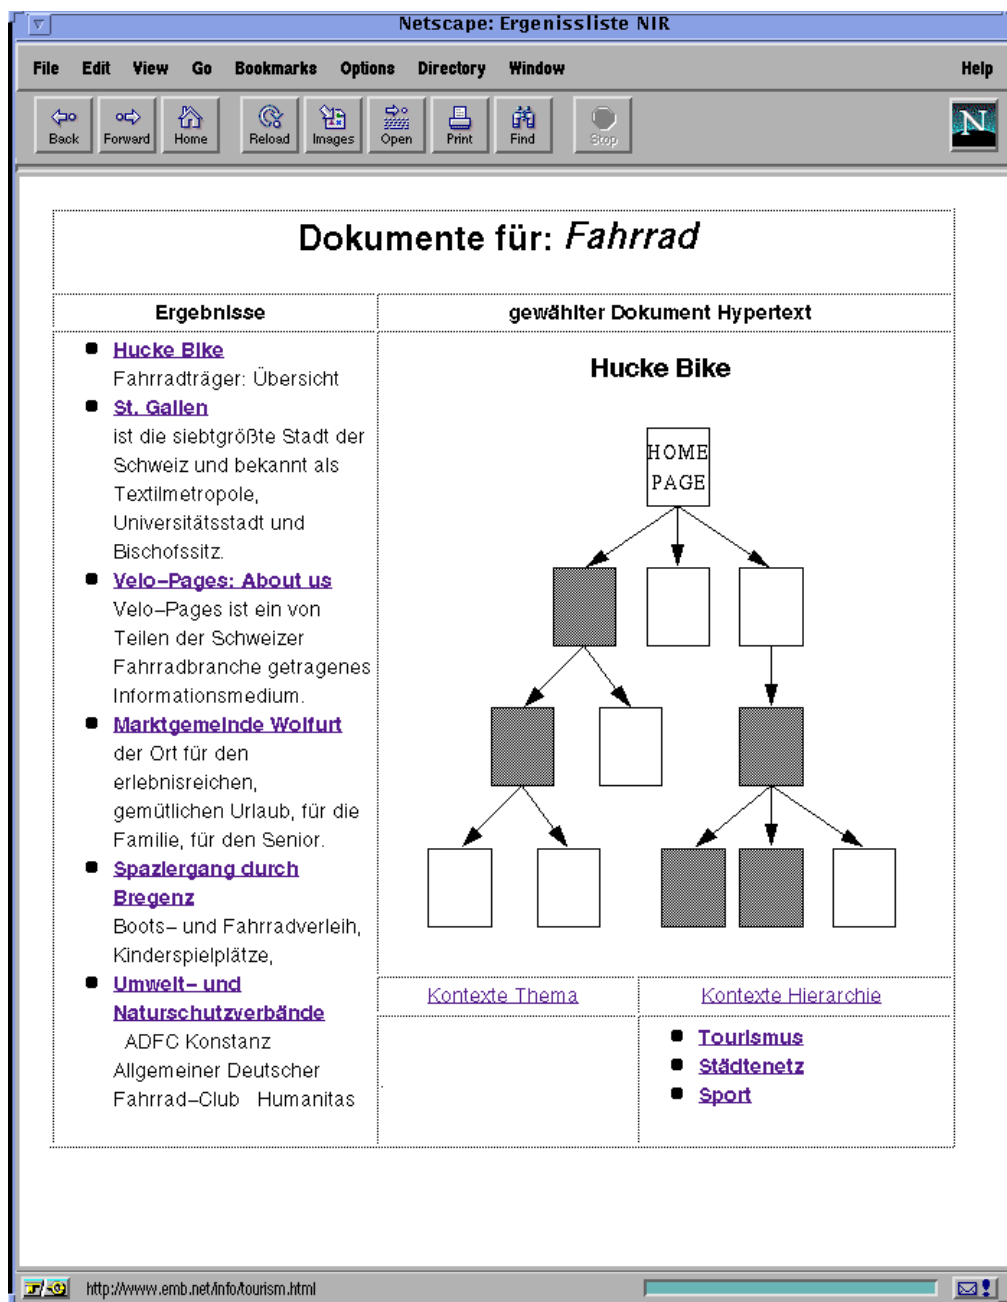 Netscape: Ergenissliste NIR
File Edit View Go Bookmarks Options Directory Window Help
Back Forward Home Reload Images Open Print Find Stop
N
Dokumente für: Fahrrad
Ergebnisse
gewählter Dokument Hypertext
Hucke Bike
Fahrradträger: Übersicht
St. Gallen
ist die siebtgrößte Stadt der
Schweiz und bekannt als
Textilmetropole,
Universitätsstadt und
Bischofssitz.
Velo-Pages: About us
Velo-Pages ist ein von
Teilen der Schweizer
Fahrradbranche getragenes
Informationsmedium.
Marktgemeinde Wolfurt
der Ort für den
erlebnisreichen,
gemütlichen Urlaub, für die
Familie, für den Senior.
Spaziergang durch
Bregenz
Boots- und Fahrradverleih,
Kinderspielplätze,
Umwelt- und
Naturschutzverbände
ADFC Konstanz
Allgemeiner Deutscher
Fahrrad-Club Humanitas
Hucke Bike
HOME
PAGE
Kontexte Thema
.
Kontexte Hierarchie
Tourismus
Städtenetz
Sport
http://www.emb.net/info/tourism.html